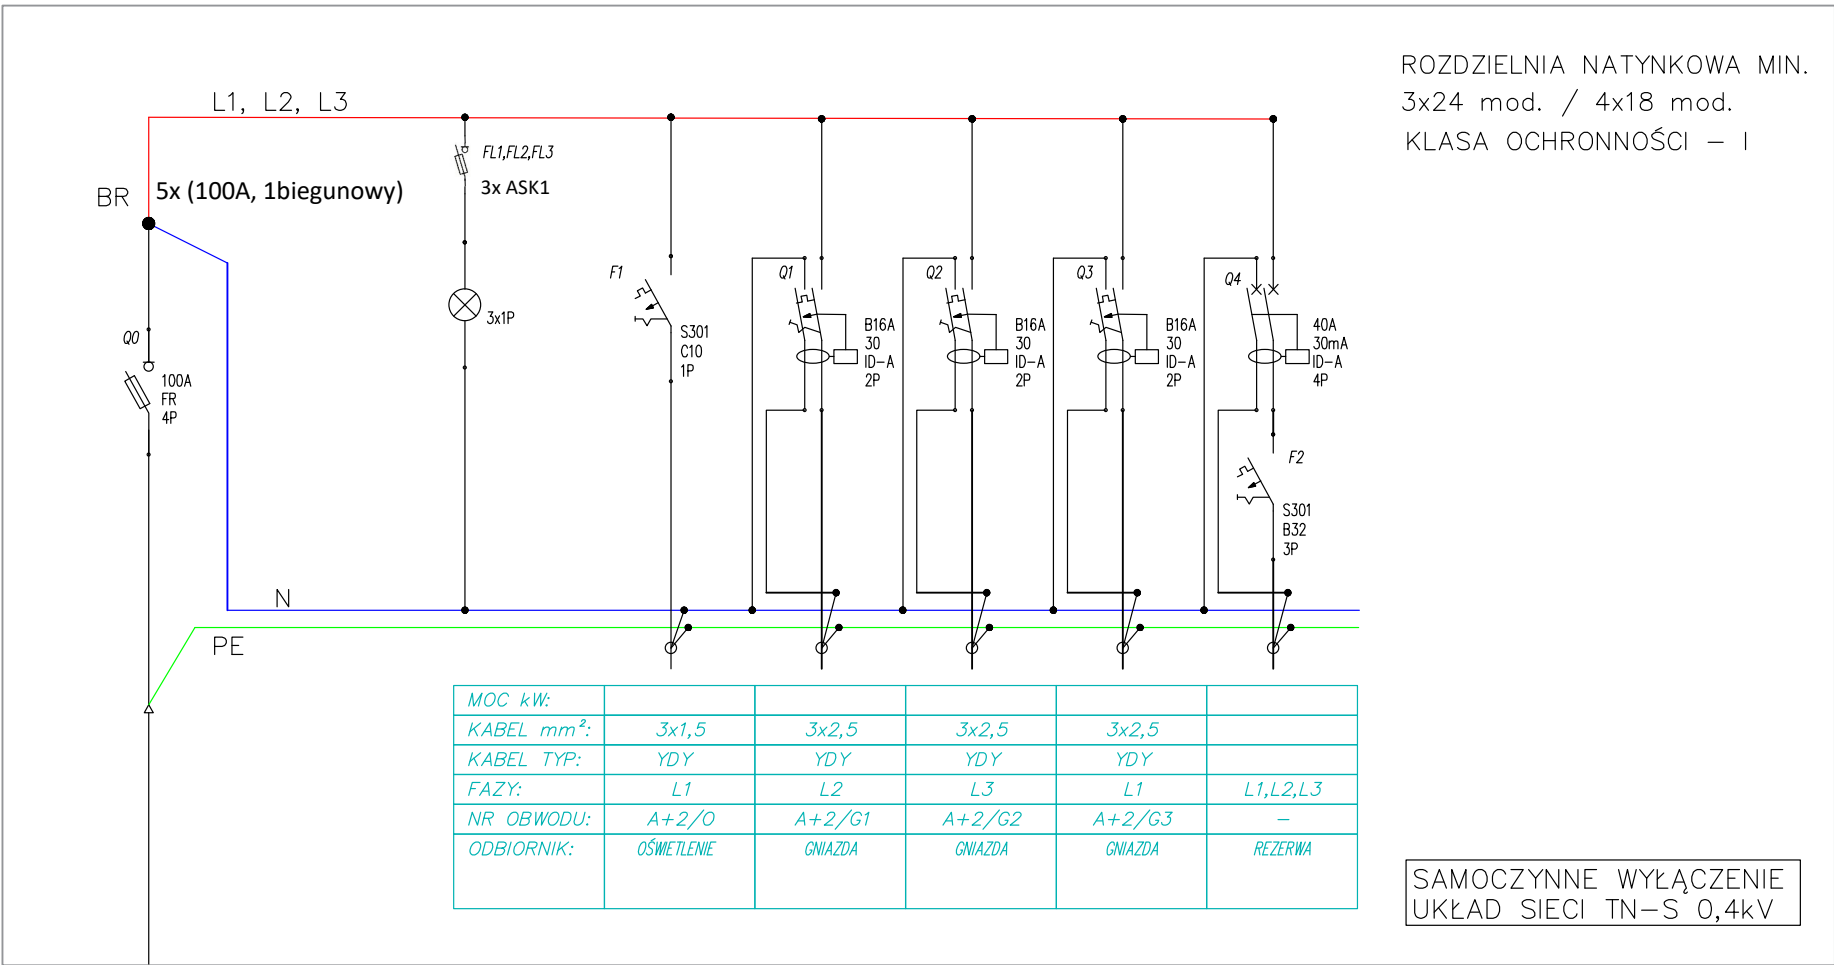 ROZDZIELNIA NATYNKOWA MIN.
3x24 mod. / 4x18 mod.
KLASA OCHRONNOŚCI – I
L1, L2, L3
BR
5x (100A, 1biegunowy)
FL1,FL2,FL3
3x ASK1
3x1P
Q0
100A
FR
4P
F1
S301
C10
1P
Q1
B16A
30
ID-A
2P
Q2
B16A
30
ID-A
2P
Q3
B16A
30
ID-A
2P
Q4
40A
30mA
ID-A
4P
F2
S301
B32
3P
N
PE
MOC kW:
KABEL mm²: 3x1,5 3x2,5 3x2,5 3x2,5
KABEL TYP: YDY YDY YDY YDY
FAZY: L1 L2 L3 L1 L1,L2,L3
NR OBWODU: A+2/O A+2/G1 A+2/G2 A+2/G3 –
ODBIORNIK: OŚWIETLENIE GNIAZDA GNIAZDA GNIAZDA REZERWA
SAMOCZYNNE WYŁĄCZENIE
UKŁAD SIECI TN-S 0,4kV